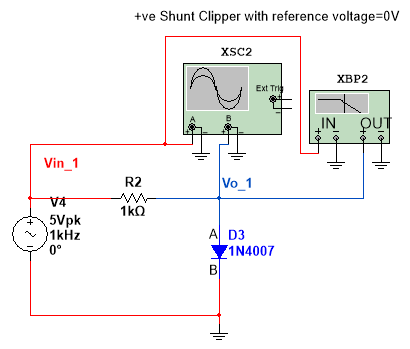 +ve Shunt Clipper with reference voltage=0V
XSC2
Ext Trig
+
-
A
B
+ - + -
XBP2
IN OUT
+ - + -
Vin_1
R2
1kΩ
Vo_1
V4
5Vpk
1kHz
0°
+
-
A
D3
1N4007
B